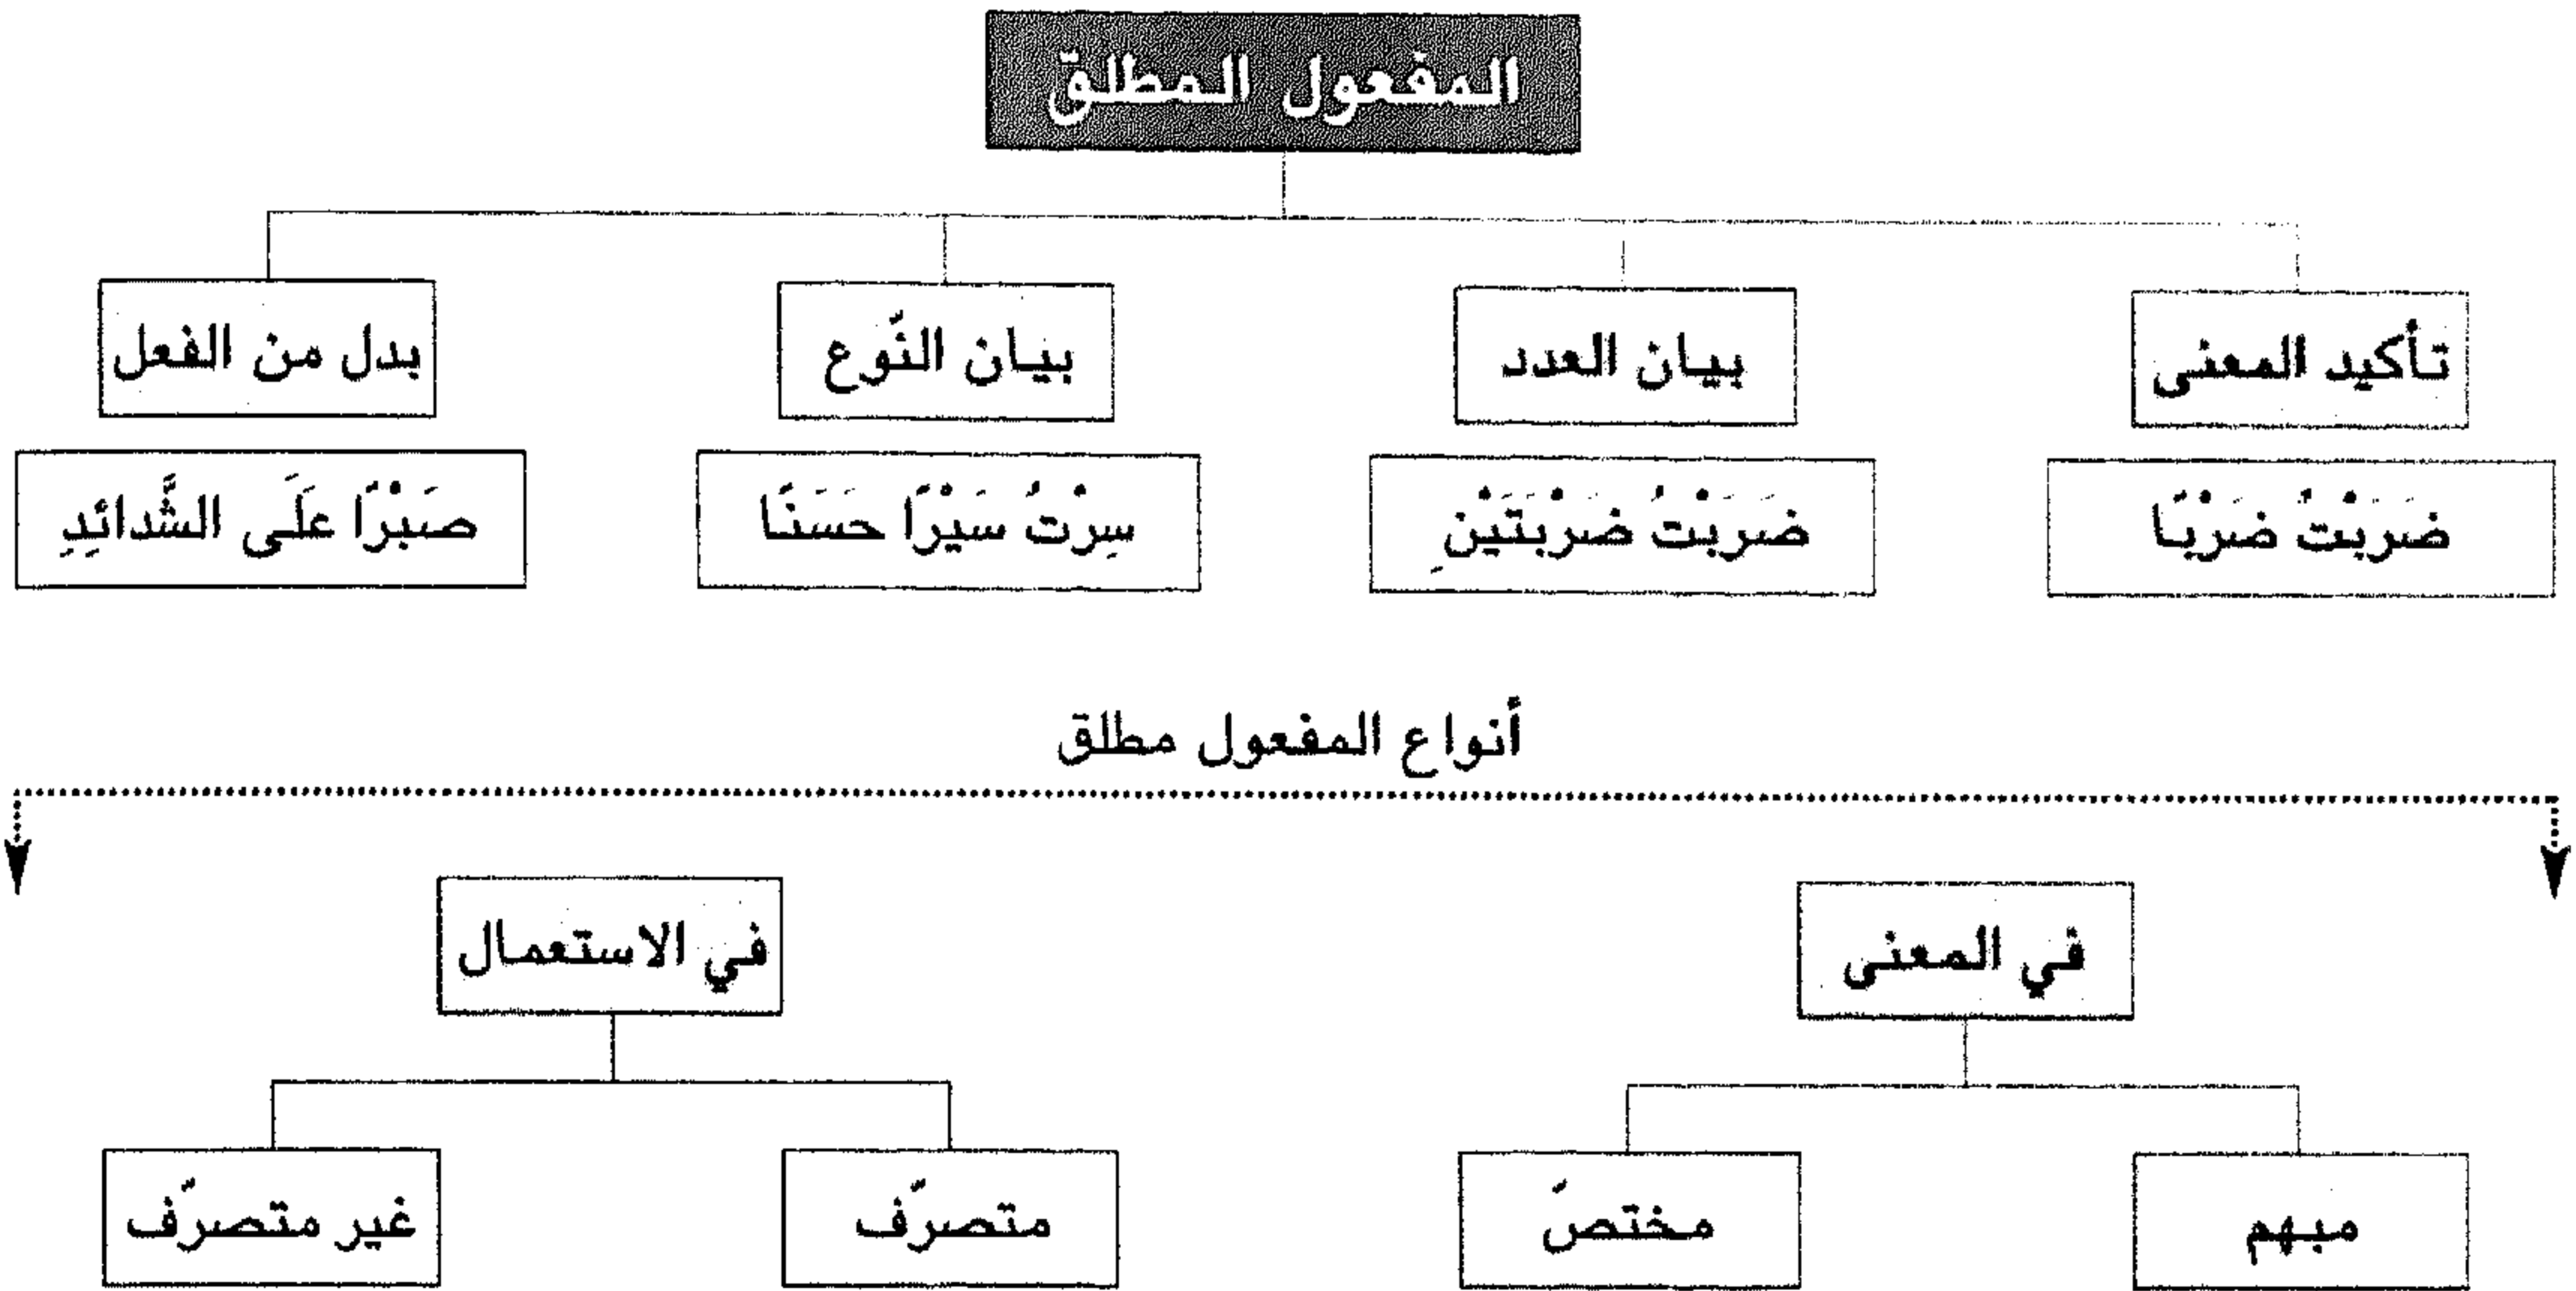 المفعول المطلقّ
تأكيد المعنى
بيان العدد
بيان النّوع
بدل من الفعل
ضَرَبْتُ ضَرْبًا
ضَرَبْتُ ضَرْبَتَيْنِ
سِرْتُ سَيْرًا حَسَنًا
صَبْرًا عَلَى الشَّدائِدِ
أنواع المفعول مطلق
في المعنى
في الاستعمال
مبهم
مختصّ
متصرّف
غير متصرّف